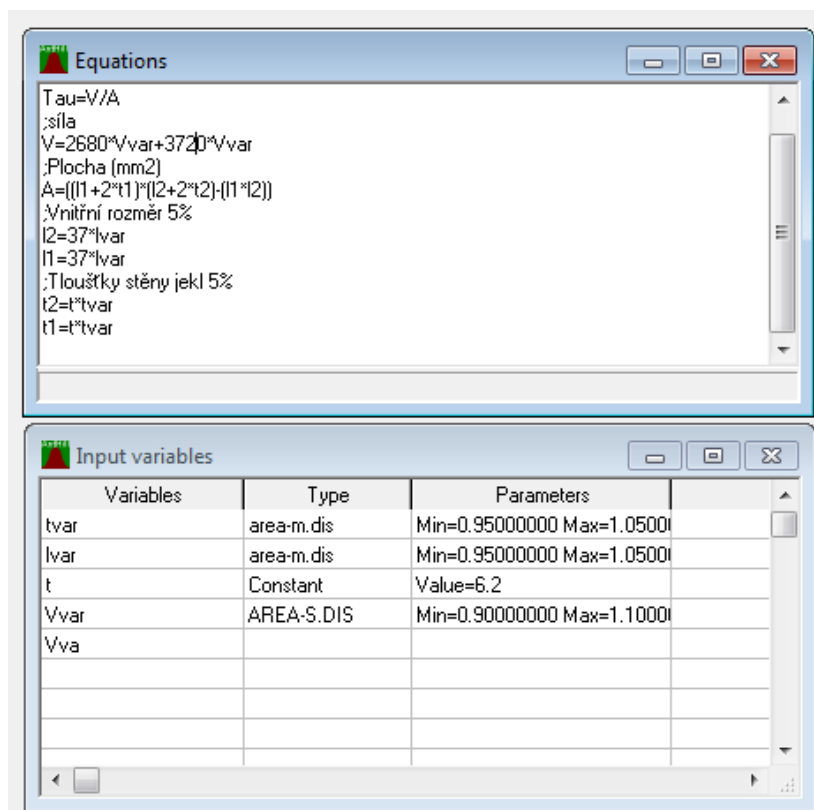 Equations
Tau=V/A
;síla
V=2680*Vvar+3720*Vvar
;Plocha (mm2)
A=((l1+2*t1)*(l2+2*t2)-(l1*l2))
;Vnitřní rozměr 5%
l2=37*lvar
l1=37*lvar
;Tloušťky stěny jekl 5%
t2=t*tvar
t1=t*tvar
Input variables
Variables Type Parameters
tvar area-m.dis Min=0.95000000 Max=1.0500
lvar area-m.dis Min=0.95000000 Max=1.0500
t Constant Value=6.2
Vvar AREA-S.DIS Min=0.90000000 Max=1.1000
Vva